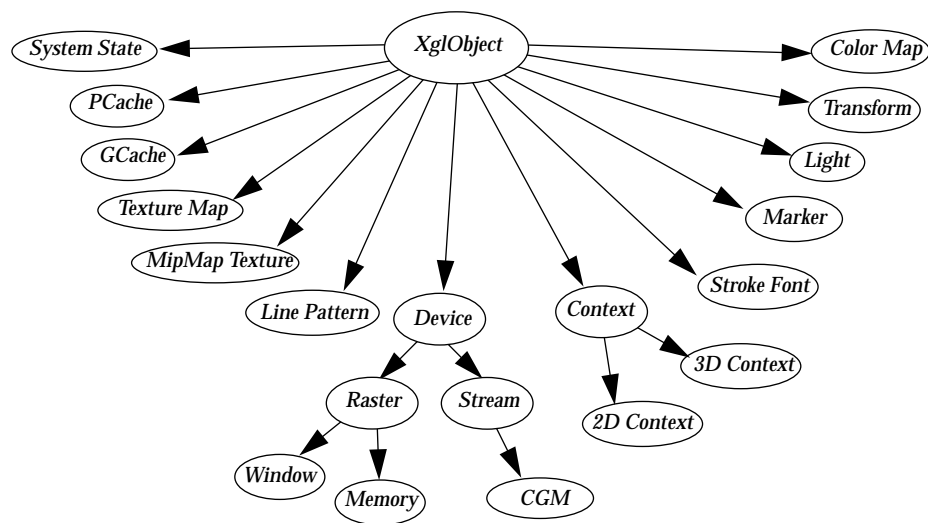 XglObject
System State
Color Map
PCache
Transform
GCache
Light
Texture Map
Marker
MipMap Texture
Stroke Font
Line Pattern
Device
Context
3D Context
Raster
Stream
2D Context
Window
Memory
CGM